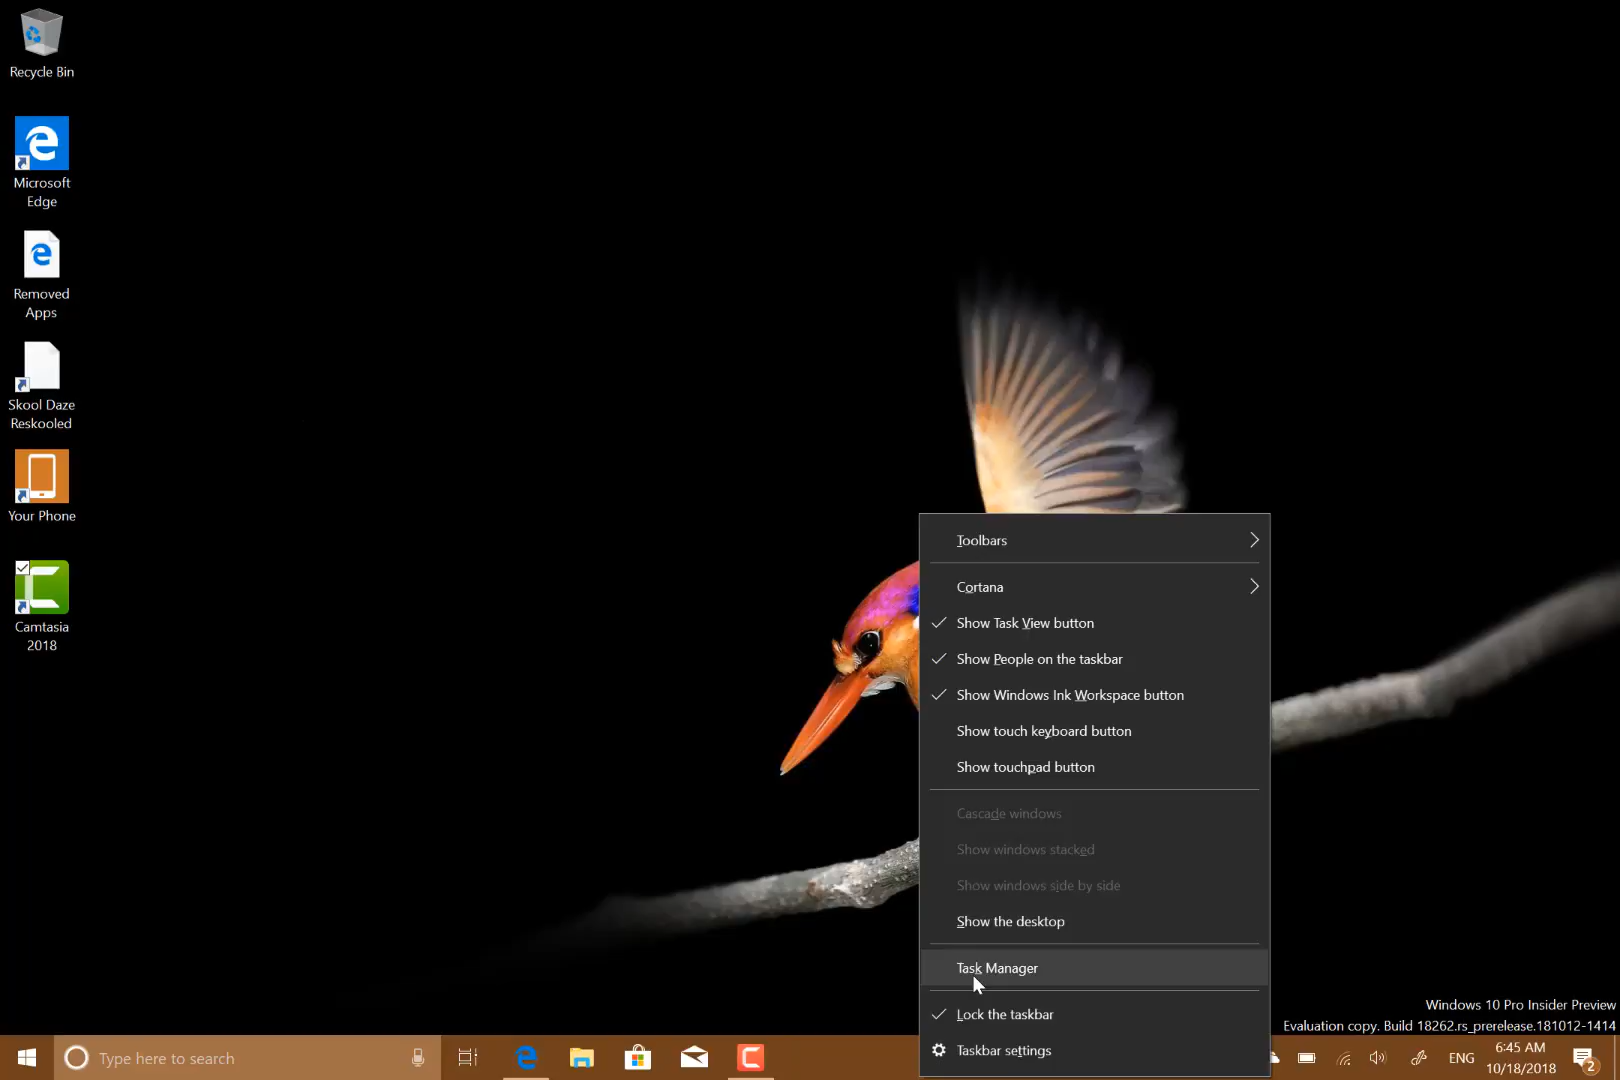 Recycle Bin
Microsoft
Edge
Removed
Apps
Skool Daze
Reskooled
Your Phone
Camtasia
2018
Toolbars
Cortana
Show Task View button
Show People on the taskbar
Show Windows Ink Workspace button
Show touch keyboard button
Show touchpad button
Cascade windows
Show windows stacked
Show windows side by side
Show the desktop
Task Manager
Lock the taskbar
Taskbar settings
Windows 10 Pro Insider Preview
Evaluation copy. Build 18262.rs_prerelease.181012-1414
Type here to search
ENG
6:45 AM
10/18/2018
2